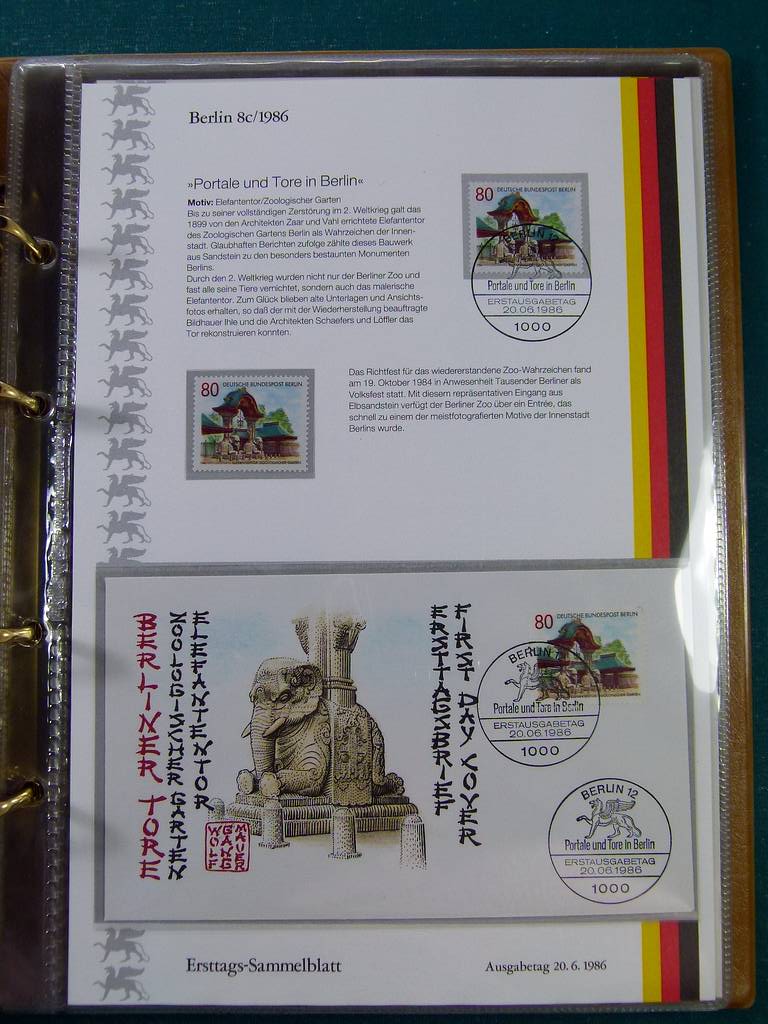 Berlin 8c/1986
»Portale und Tore in Berlin«
Motiv: Elefantentor/Zoologischer Garten
Bis zu seiner vollständigen Zerstörung im 2. Weltkrieg galt das
1899 von den Architekten Zaar und Vahl errichtete Elefantentor
des Zoologischen Gartens Berlin als Wahrzeichen der Innen-
stadt. Glaubhaften Berichten zufolge zählte dieses Bauwerk
aus Sandstein zu den besonders bestaunten Monumenten
Berlins.
Durch den 2. Weltkrieg wurden nicht nur der Berliner Zoo und
fast alle seine Tiere vernichtet, sondern auch das malerische
Elefantentor. Zum Glück blieben alte Unterlagen und Ansichts-
fotos erhalten, so daß der mit der Wiederherstellung beauftragte
Bildhauer Ihle und die Architekten Schaefers und Löffler das
Tor rekonstruieren konnten.
80 DEUTSCHE BUNDESPOST BERLIN
BERLIN 12
Portale und Tore in Berlin
ERSTAUSGABETAG
20.06.1986
1000
80 DEUTSCHE BUNDESPOST BERLIN
Das Richtfest für das wiedererstandene Zoo-Wahrzeichen fand
am 19. Oktober 1984 in Anwesenheit Tausender Berliner als
Volksfest statt. Mit diesem repräsentativen Eingang aus
Elbsandstein verfügt der Berliner Zoo über ein Entrée, das
schnell zu einem der meistfotografierten Motive der Innenstadt
Berlins wurde.
BERLINER TORE
ZOOLOGISCHER GARTEN
ELEFANTENTOR
WOLF
GANG
MAUER
ERSTTAGSBRIEF
FIRST DAY COVER
80 DEUTSCHE BUNDESPOST BERLIN
BERLIN 12
Portale und Tore in Berlin
ERSTAUSGABETAG
20.06.1986
1000
BERLIN 12
Portale und Tore in Berlin
ERSTAUSGABETAG
20.06.1986
1000
Ersttags-Sammelblatt
Ausgabetag 20. 6. 1986